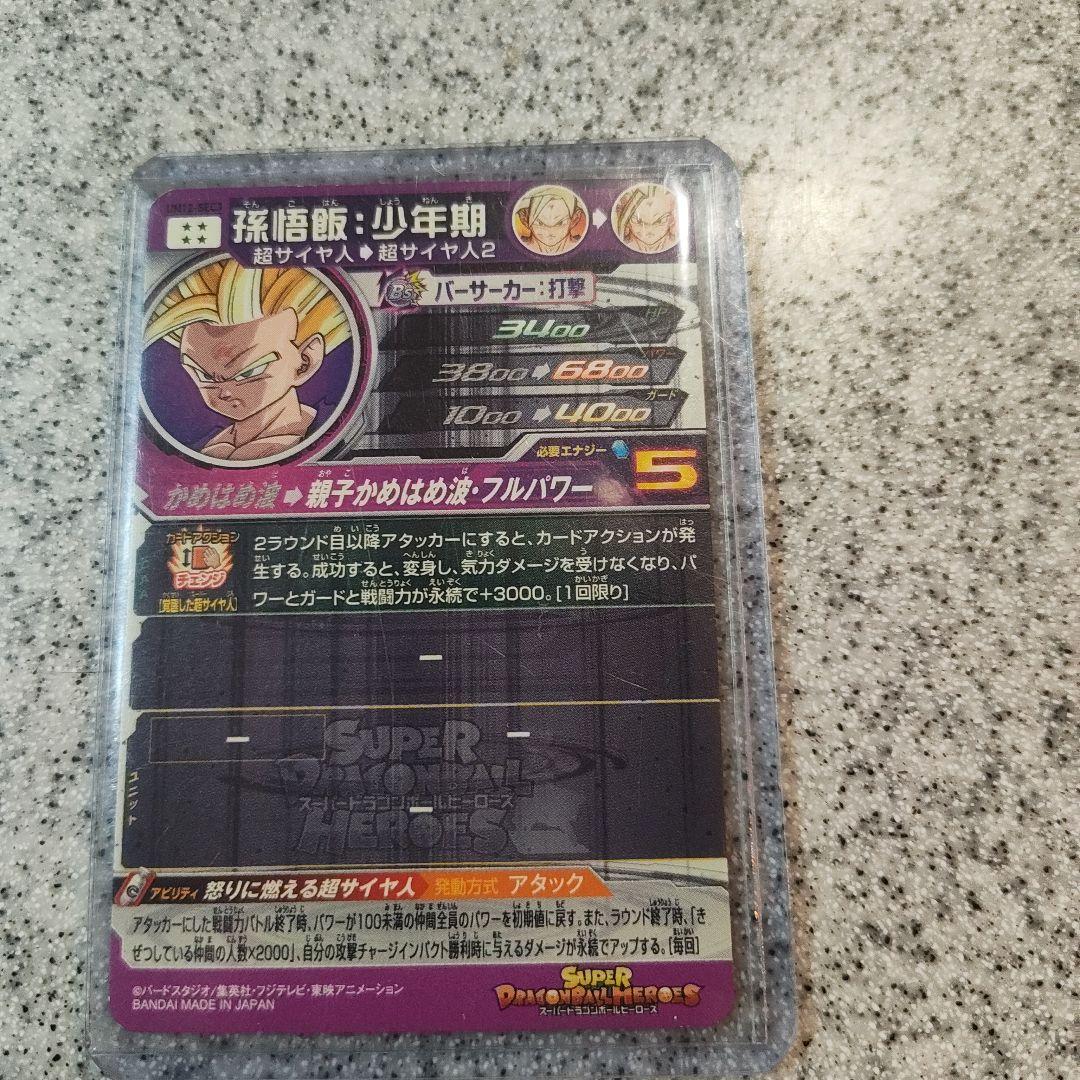 UM12-SEC3
孫悟飯：少年期
超サイヤ人➡超サイヤ人2
BS バーサーカー：打撃
HP
3400
パワー
3800➡6800
ガード
1000➡4000
必要エナジー 5
かめはめ波➡親子かめはめ波・フルパワー
カードアクション
チェンジ
[覚醒した超サイヤ人]
2ラウンド目以降アタッカーにすると、カードアクションが発
生する。成功すると、変身し、気力ダメージを受けなくなり、パ
ワーとガードと戦闘力が永続で+3000。[1回限り]
ー
ユニット
ー ー
ー
SUPER
DRAGONBALL
スーパードラゴンボールヒーローズ
HEROES
アビリティ 怒りに燃える超サイヤ人 発動方式 アタック
アタッカーにした戦闘力バトル終了時、パワーが100未満の仲間全員のパワーを初期値に戻す。また、ラウンド終了時、「き
ぜつしている仲間の人数×2000」、自分の攻撃チャージインパクト勝利時に与えるダメージが永続でアップする。[毎回]
©バードスタジオ/集英社・フジテレビ・東映アニメーション
BANDAI MADE IN JAPAN
SUPER
DRAGONBALL HEROES
スーパードラゴンボールヒーローズ